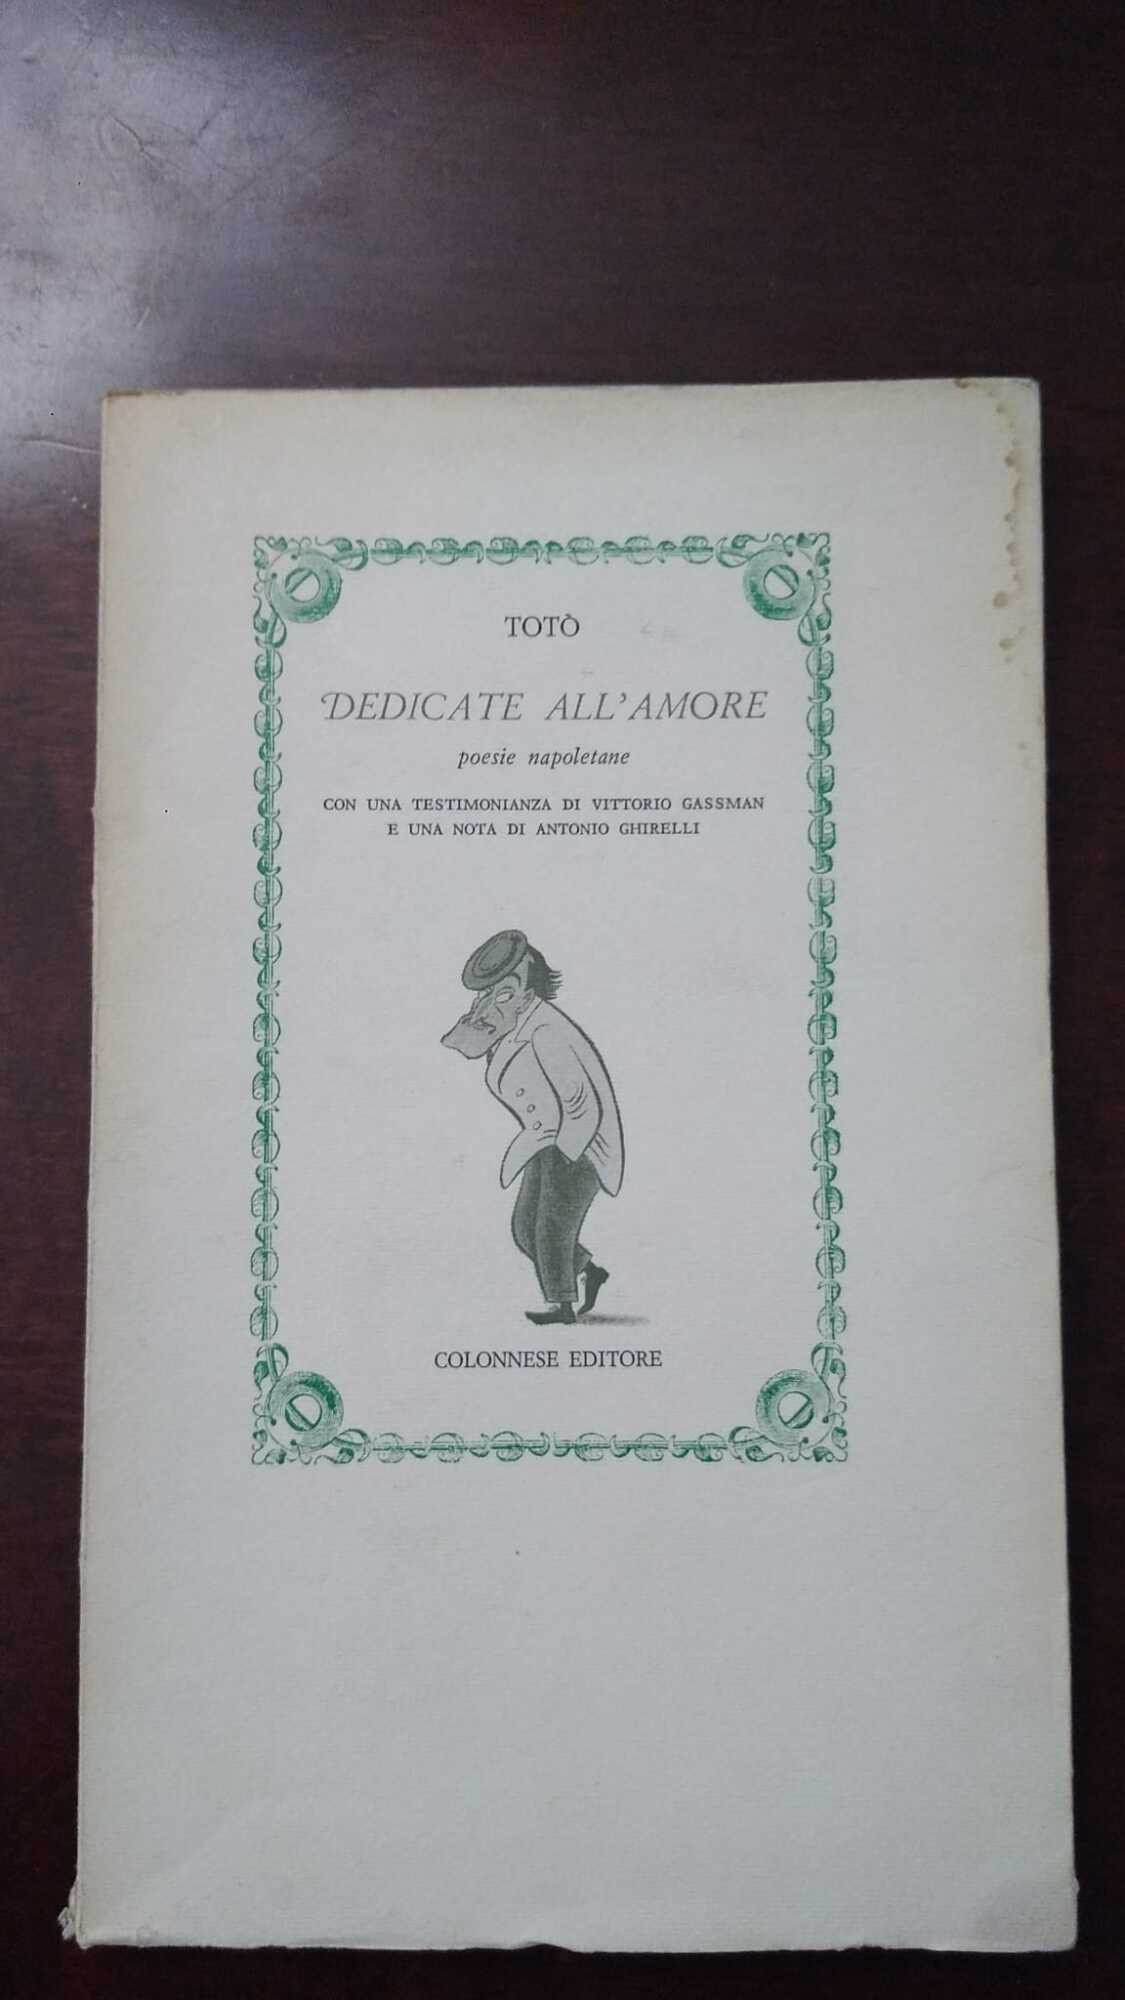 TOTÒ
DEDICATE ALL'AMORE
poesie napoletane
CON UNA TESTIMONIANZA DI VITTORIO GASSMAN
E UNA NOTA DI ANTONIO GHIRELLI
COLONNESE EDITORE